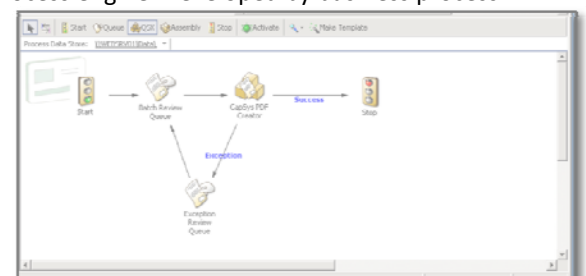 Start Queue QSX Assembly Stop Activate Make Template
Process Data Store:
Start
Batch Review
Queue
CapSys PDF
Creator
Success
Stop
Exception
Exception
Review
Queue